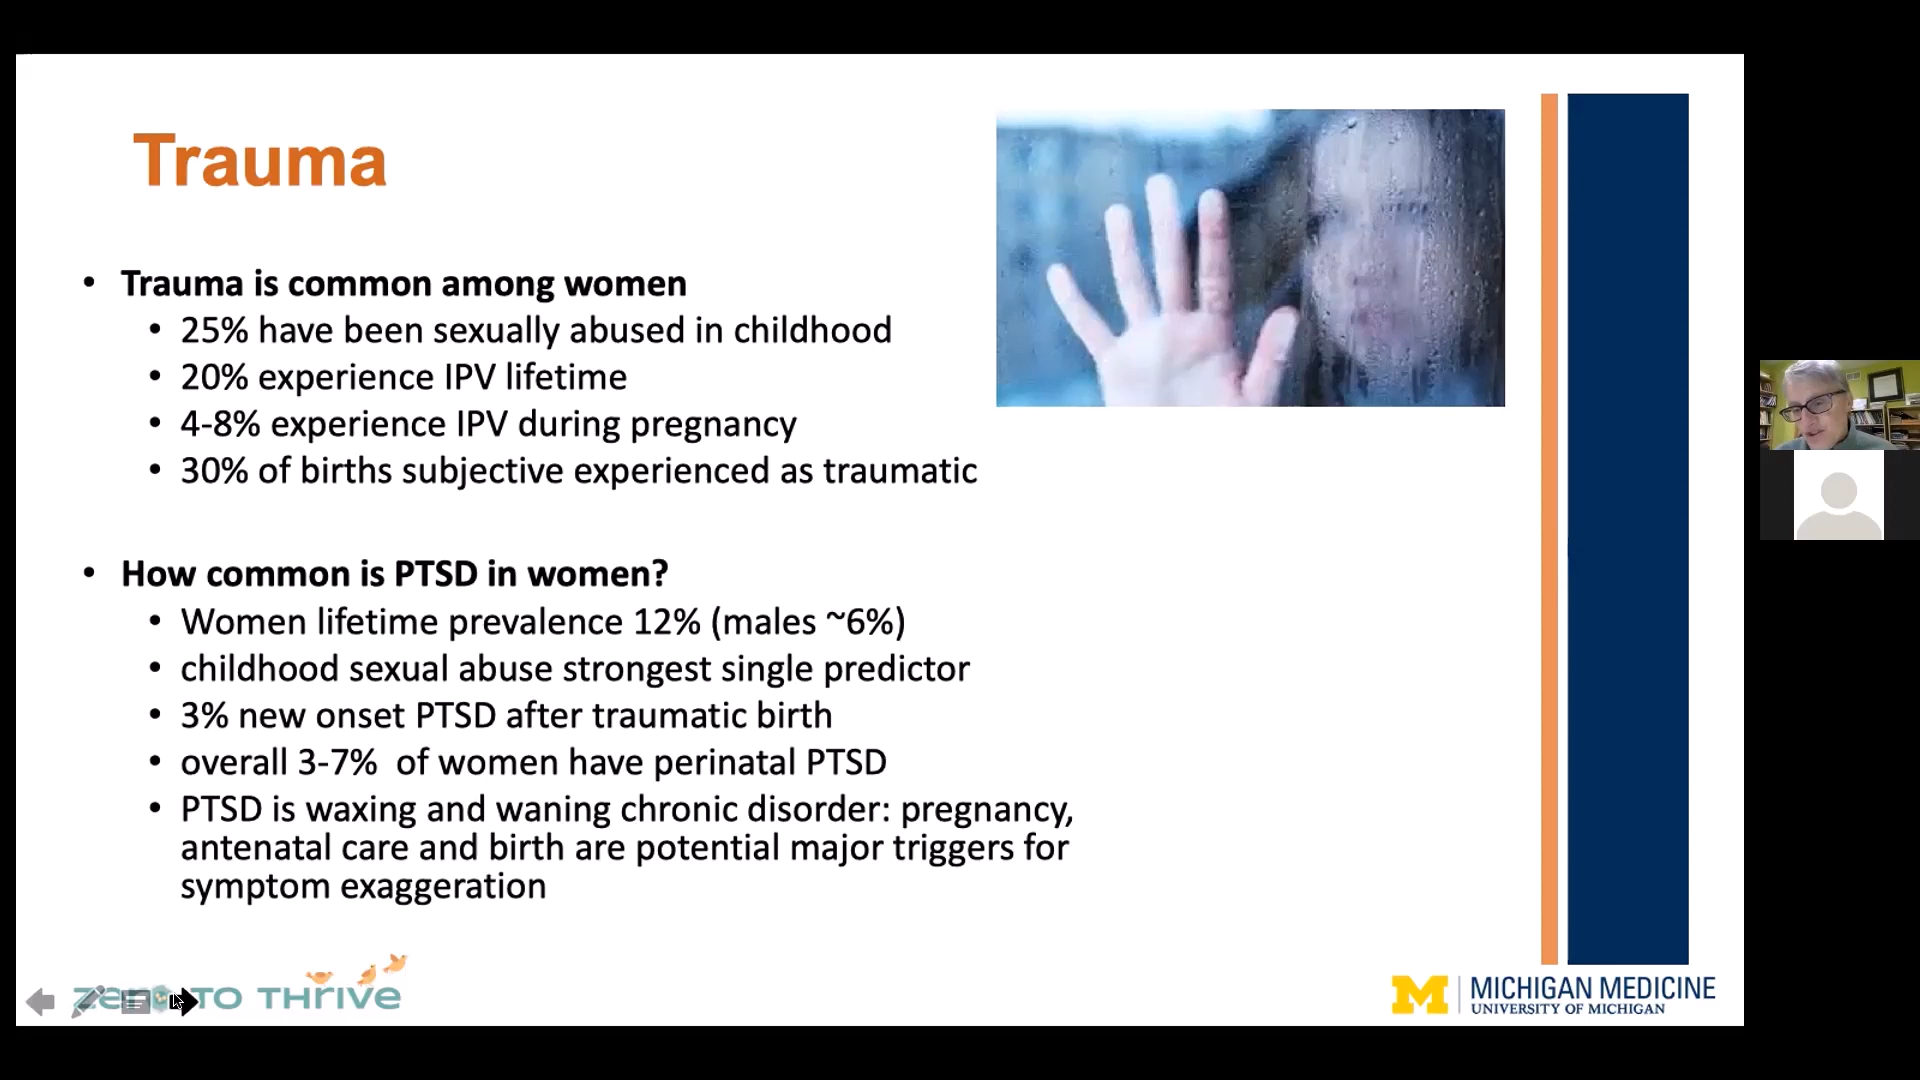 Trauma
• Trauma is common among women
• 25% have been sexually abused in childhood
• 20% experience IPV lifetime
• 4-8% experience IPV during pregnancy
• 30% of births subjective experienced as traumatic
• How common is PTSD in women?
• Women lifetime prevalence 12% (males ~6%)
• childhood sexual abuse strongest single predictor
• 3% new onset PTSD after traumatic birth
• overall 3-7% of women have perinatal PTSD
• PTSD is waxing and waning chronic disorder: pregnancy,
antenatal care and birth are potential major triggers for
symptom exaggeration
TO THrIVE
M MICHIGAN MEDICINE
UNIVERSITY OF MICHIGAN